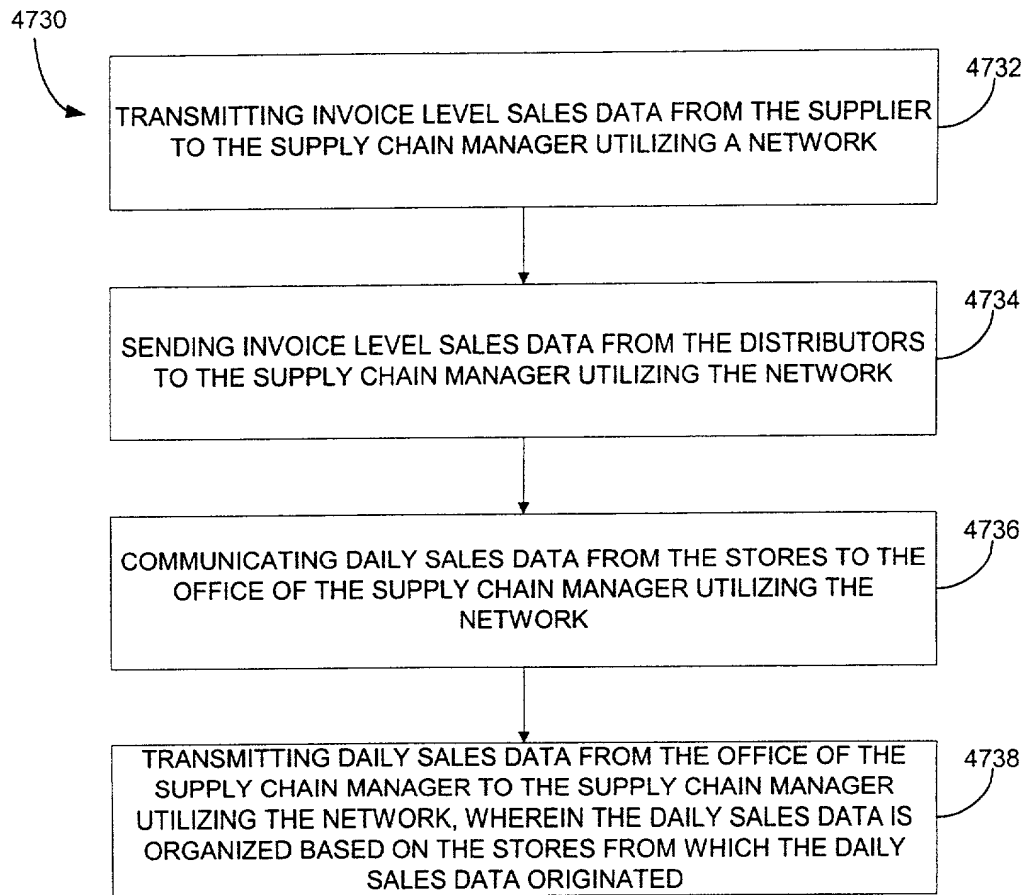 4730
4732
TRANSMITTING INVOICE LEVEL SALES DATA FROM THE SUPPLIER
TO THE SUPPLY CHAIN MANAGER UTILIZING A NETWORK
4734
SENDING INVOICE LEVEL SALES DATA FROM THE DISTRIBUTORS
TO THE SUPPLY CHAIN MANAGER UTILIZING THE NETWORK
4736
COMMUNICATING DAILY SALES DATA FROM THE STORES TO THE
OFFICE OF THE SUPPLY CHAIN MANAGER UTILIZING THE
NETWORK
4738
TRANSMITTING DAILY SALES DATA FROM THE OFFICE OF THE
SUPPLY CHAIN MANAGER TO THE SUPPLY CHAIN MANAGER
UTILIZING THE NETWORK, WHEREIN THE DAILY SALES DATA IS
ORGANIZED BASED ON THE STORES FROM WHICH THE DAILY
SALES DATA ORIGINATED